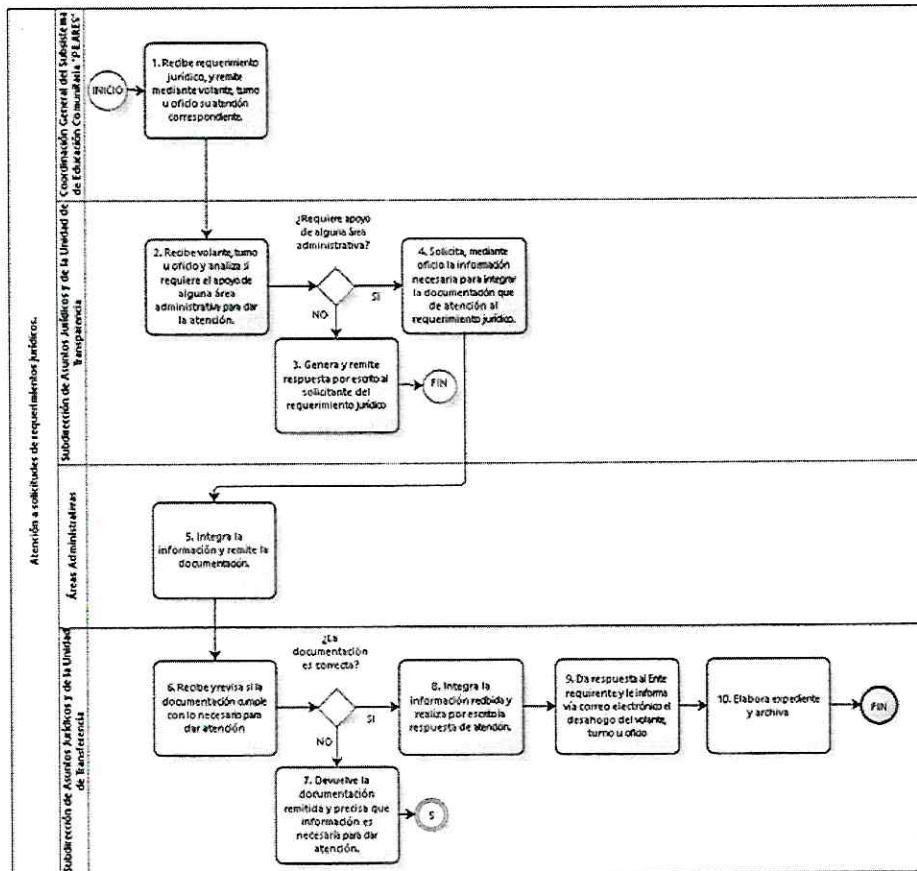 Atención a solicitudes de requerimientos jurídicos.
Coordinación General del Subsistema
de Educación Comunitaria "PILARES"
INICIO
1. Recibe requerimiento
jurídico, y remite
mediante volante, turno
u oficio su atención
correspondiente.
Subdirección de Asuntos Jurídicos y de la Unidad de
Transparencia
2. Recibe volante, turno
u oficio y analiza si
requiere el apoyo de
alguna área
administrativa para dar
la atención.
¿Requiere apoyo
de alguna área
administrativa?
SI
NO
4. Solicita, mediante
oficio la información
necesaria para integrar
la documentación que
de atención al
requerimiento jurídico.
3. Genera y remite
respuesta por escrito al
solicitante del
requerimiento jurídico
FIN
Áreas Administrativas
5. Integra la
información y remite la
documentación.
Subdirección de Asuntos Jurídicos y de la Unidad
de Transferencia
6. Recibe y revisa si la
documentación cumple
con lo necesario para
dar atención
¿La
documentación
es correcta?
SI
NO
8. Integra la
información recibida y
realiza por escrito la
respuesta de atención.
9. Da respuesta al Ente
requirente y le informa
vía correo electrónico el
desahogo del volante,
turno u oficio
10. Elabora expediente
y archiva
FIN
7. Devuelve la
documentación
remitida y precisa que
información es
necesaria para dar
atención.
5